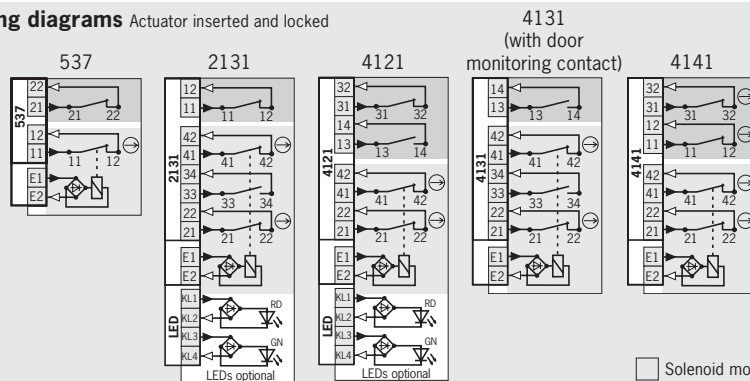 ng diagrams Actuator inserted and locked
537
2131
4121
4131
(with door
monitoring contact)
4141
537
22
21
21 22
12
11
11 12
E1
E2
2131
12
11
11 12
42
41
41 42
34
33
33 34
22
21
21 22
E1
E2
LED
KL1
KL2
KL3
KL4
RD
GN
LEDs optional
4121
32
31
31 32
14
13
13 14
42
41
41 42
22
21
21 22
E1
E2
LED
KL1
KL2
KL3
KL4
RD
GN
LEDs optional
4131
14
13
13 14
42
41
41 42
34
33
33 34
22
21
21 22
E1
E2
4141
32
31
31 32
12
11
11 12
42
41
41 42
22
21
21 22
E1
E2
Solenoid mo